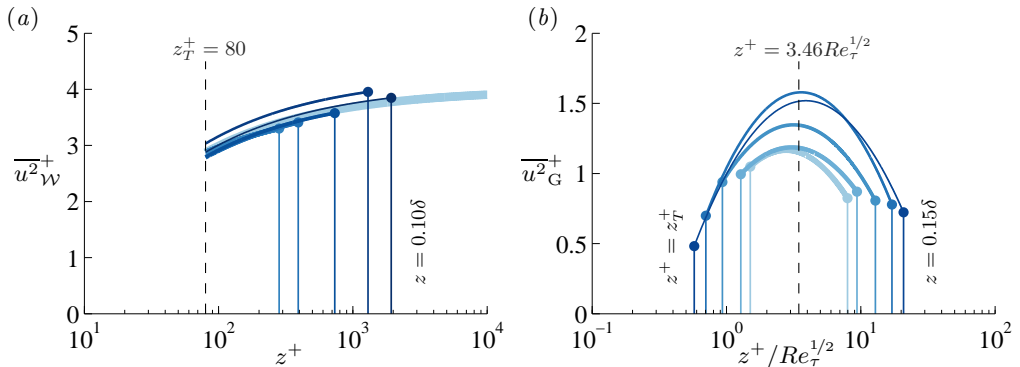 (a)
5
4
3
2
1
0
10^1
10^2
10^3
10^4
z^+
\overline{u^2}^+_{\mathcal{W}}
z_T^+ = 80
z = 0.10δ
(b)
2
1.5
1
0.5
0
10^{-1}
10^0
10^1
10^2
z^+/Re_τ^{1/2}
\overline{u^2}^+_{G}
z^+ = 3.46Re_τ^{1/2}
z^+ = z_T^+
z = 0.15δ